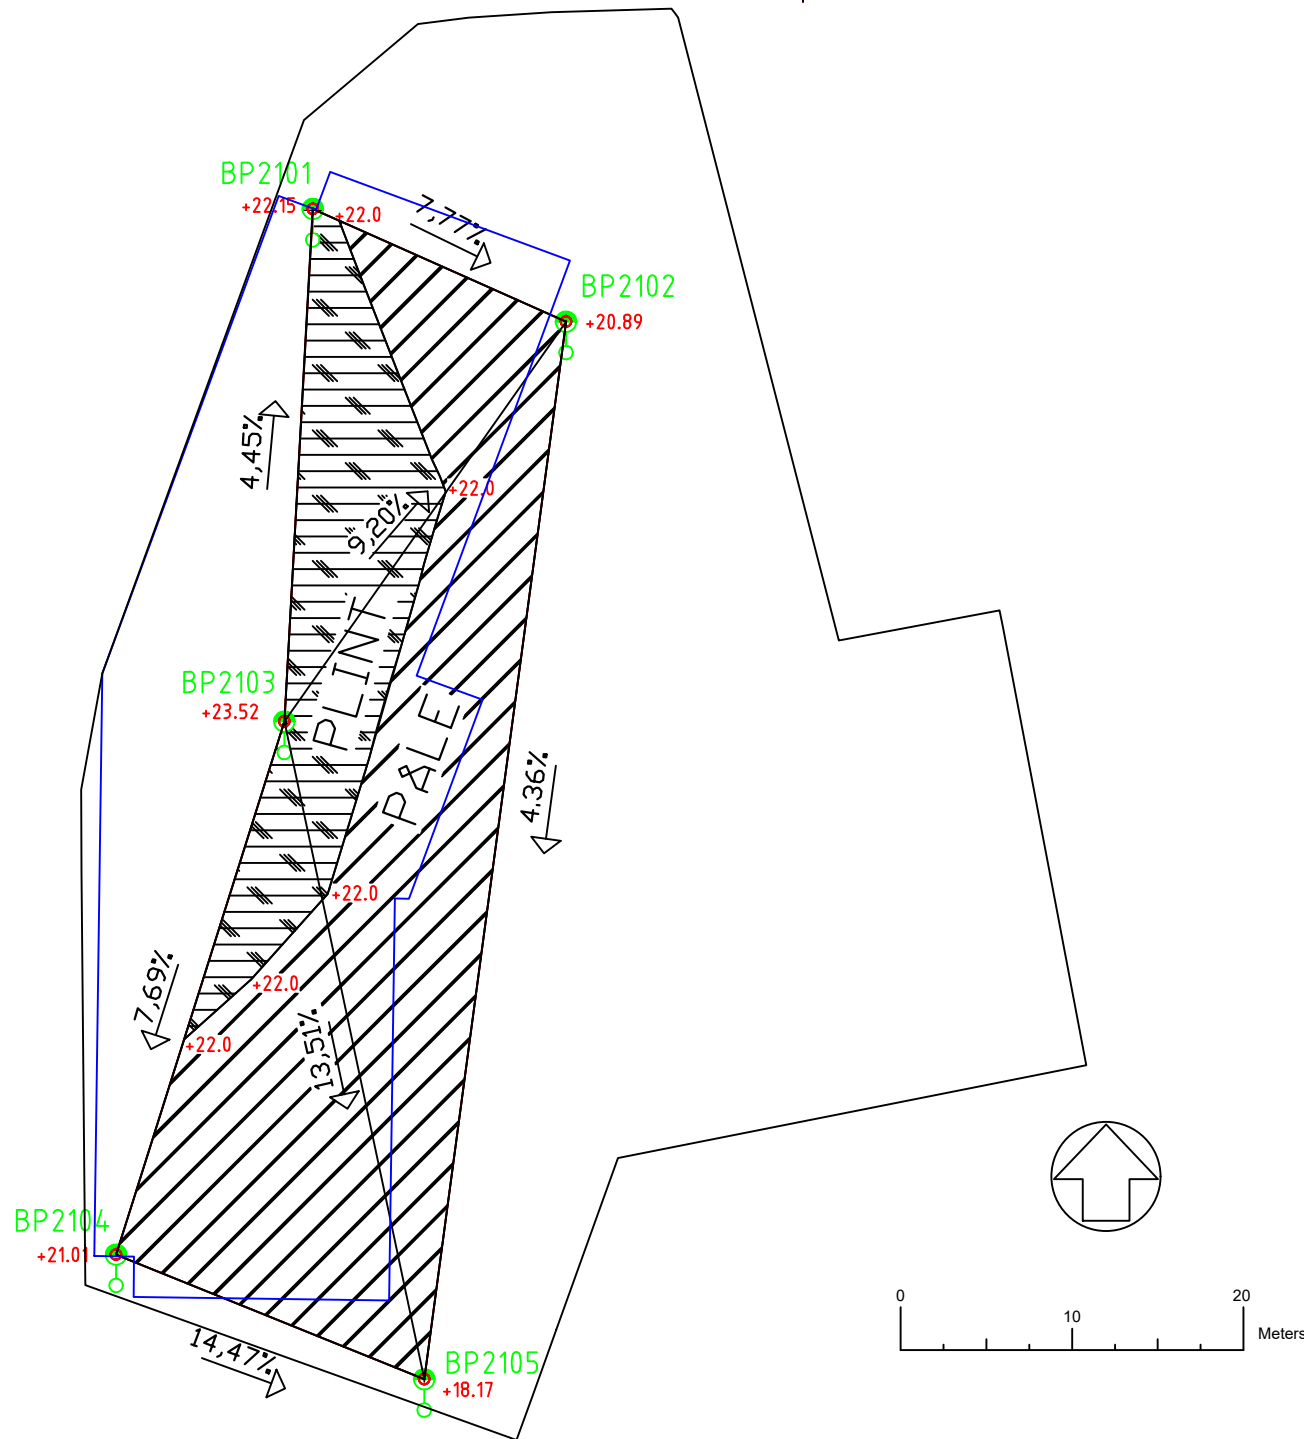 BP2101
+22.15
+22.0
7,77%
BP2102
+20.89
4,45%
+22.0
9,20%
PLINT
BP2103
+23.52
PÅLE
4.36%
+22.0
7,69%
+22.0
+22.0
13,51%
BP2104
+21.01
14,47%
BP2105
+18.17
0
20
10
Meters